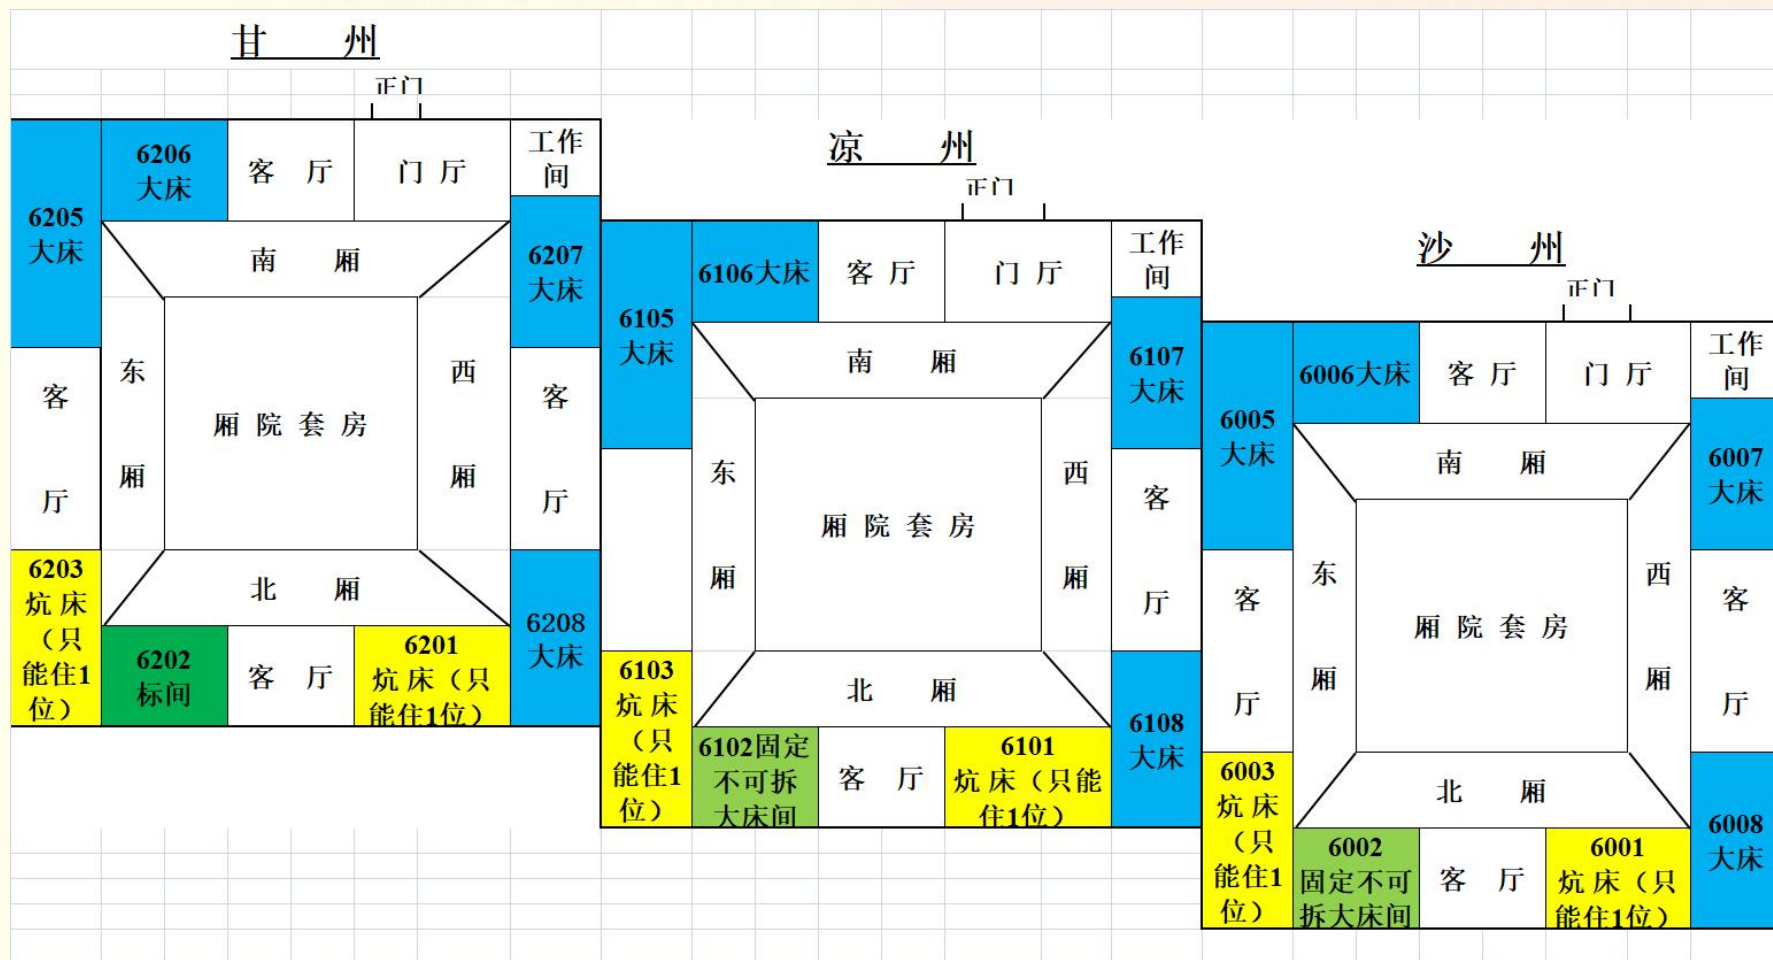 甘 州
正门
6205
大床
6206
大床
客 厅
门 厅
工作
间
6207
大床
南 厢
东
厢
西
厢
厢 院 套 房
客
厅
客
厅
北 厢
6203
炕 床
（只
能住1
位）
6202
标间
客 厅
6201
炕 床（只
能住1位）
6208
大床
凉 州
正门
6105
大床
6106大床
客 厅
门 厅
工作
间
6107
大床
南 厢
东
厢
西
厢
厢 院 套 房
客
厅
北 厢
6103
炕 床
（只
能住1
位）
6102固定
不可拆
大床间
客 厅
6101
炕 床（只能
住1位）
6108
大床
沙 州
正门
6005
大床
6006大床
客 厅
门 厅
工作
间
6007
大床
南 厢
东
厢
西
厢
厢 院 套 房
客
厅
客
厅
北 厢
6003
炕 床
（只
能住1
位）
6002
固定不可
拆大床间
客 厅
6001
炕 床（只
能住1位）
6008
大床